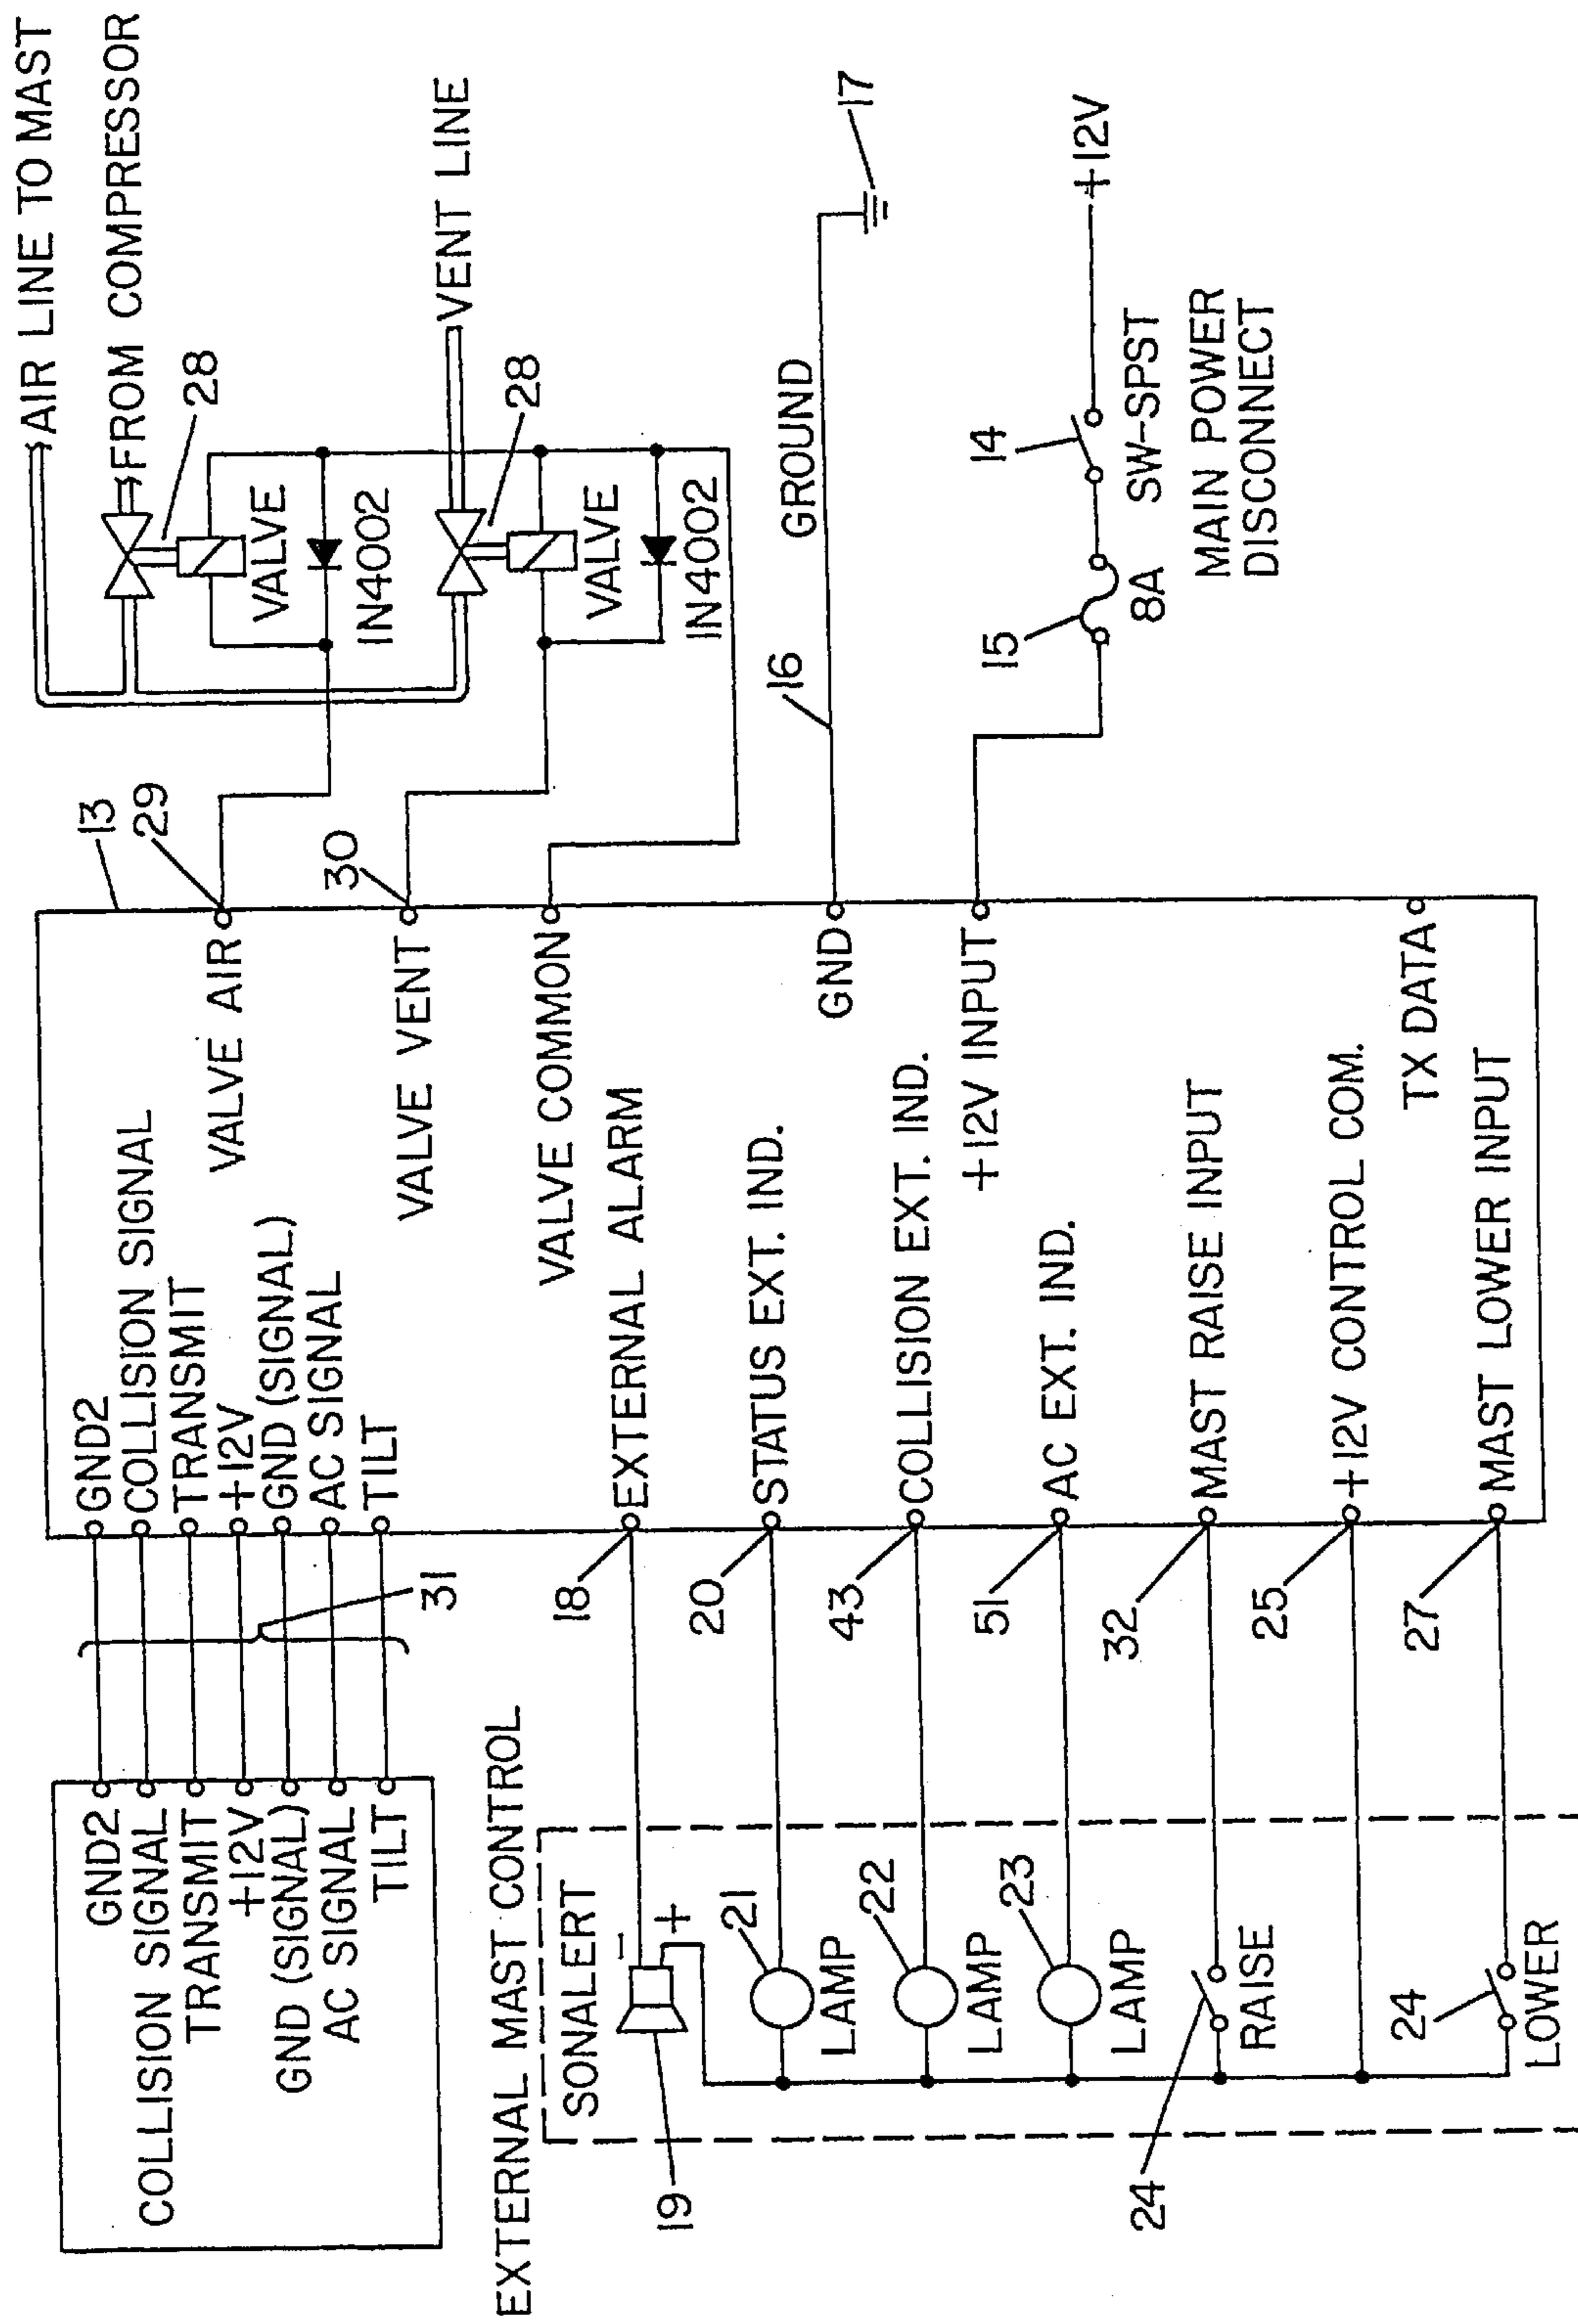 GND2
COLLISION SIGNAL
TRANSMIT
+12V
GND (SIGNAL)
AC SIGNAL
TILT
31
GND2
COLLISION SIGNAL
TRANSMIT
+12V
GND (SIGNAL)
AC SIGNAL
TILT
13
29
VALVE AIR
30
VALVE VENT
VALVE COMMON
AIR LINE TO MAST
FROM COMPRESSOR
28
VALVE
IN4002
VENT LINE
28
VALVE
IN4002
EXTERNAL MAST CONTROL
SONALERT
19
-
+
18
EXTERNAL ALARM
21
LAMP
20
STATUS EXT. IND.
22
LAMP
43
COLLISION EXT. IND.
23
LAMP
51
AC EXT. IND.
24
RAISE
32
MAST RAISE INPUT
25
+12V CONTROL COM.
24
LOWER
27
MAST LOWER INPUT
GND
16
GROUND
17
+12V INPUT
15
8A
14
SW-SPST
+12V
MAIN POWER
DISCONNECT
TX DATA